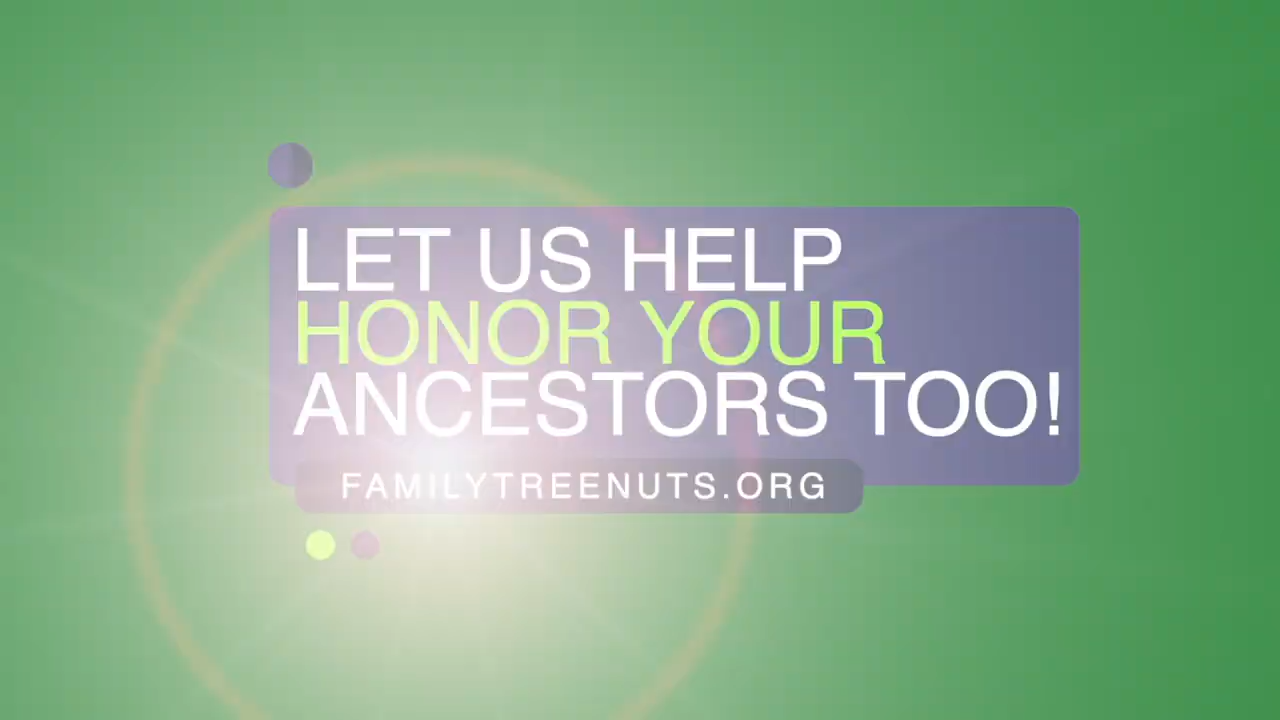 LET US HELP
HONOR YOUR
ANCESTORS TOO!
FAMILYTREENUTS.ORG